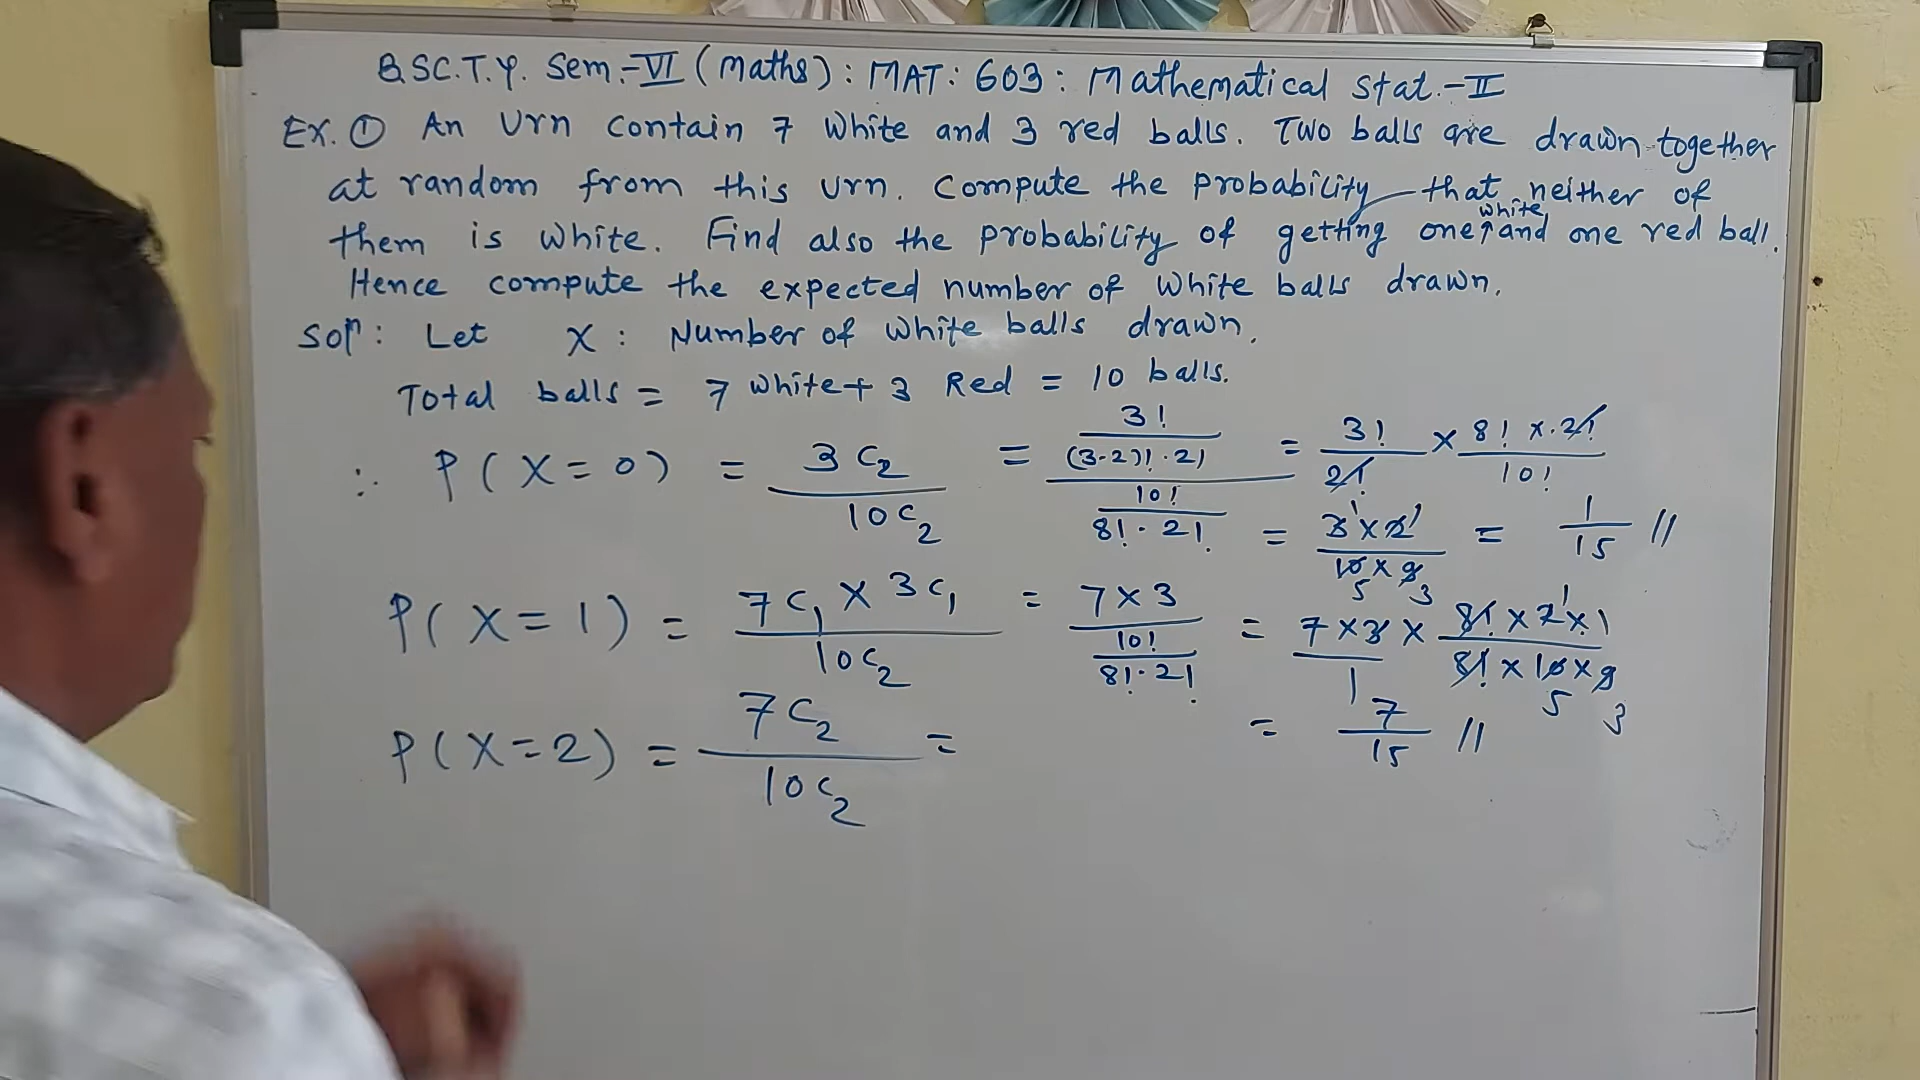 B.SC.T.Y. Sem.-VI (Maths) : MAT: 603: Mathematical Stat.-II
Ex. ① An Urn contain 7 White and 3 red balls. Two balls are drawn together
at random from this urn. Compute the probability that neither of
them is white. Find also the probability of getting one white and one red ball.
Hence compute the expected number of white balls drawn.
Solⁿ: Let X : Number of white balls drawn.
Total balls = 7 white + 3 Red = 10 balls.
∴ P(X=0) = 3C₂ / 10C₂ = (3! / (3-2)!·2!) / (10! / 8!·2!) = 3! / 2! × 8! × 2! / 10!
= 3 × 2 / 10 × 9 = 1 / 15 //
P(X=1) = 7C₁ × 3C₁ / 10C₂ = 7×3 / (10! / 8!·2!) = 7×3 / 1 × 8! × 2 × 1 / 8! × 10 × 9
= 7 / 15 //
P(X=2) = 7C₂ / 10C₂ =